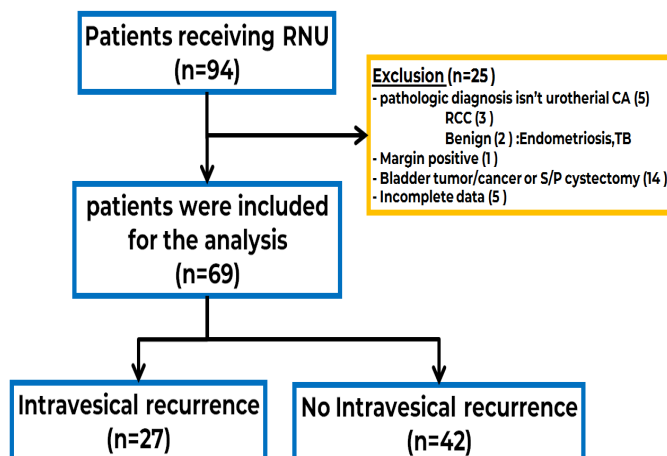 Patients receiving RNU
(n=94)
Exclusion (n=25 )
- pathologic diagnosis isn't urotherial CA (5)
RCC (3 )
Benign (2 ) :Endometriosis,TB
- Margin positive (1 )
- Bladder tumor/cancer or S/P cystectomy (14 )
- Incomplete data (5 )
patients were included
for the analysis
(n=69)
Intravesical recurrence
(n=27)
No Intravesical recurrence
(n=42)